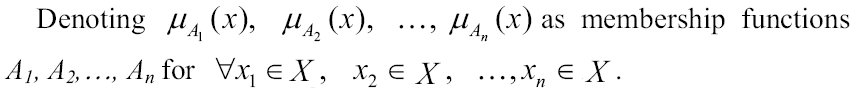 Denoting μ_{A_1}(x), μ_{A_2}(x), …, μ_{A_n}(x) as membership functions
A_1, A_2,…, A_n for ∀x_1 ∈ X, x_2 ∈ X, …,x_n ∈ X.